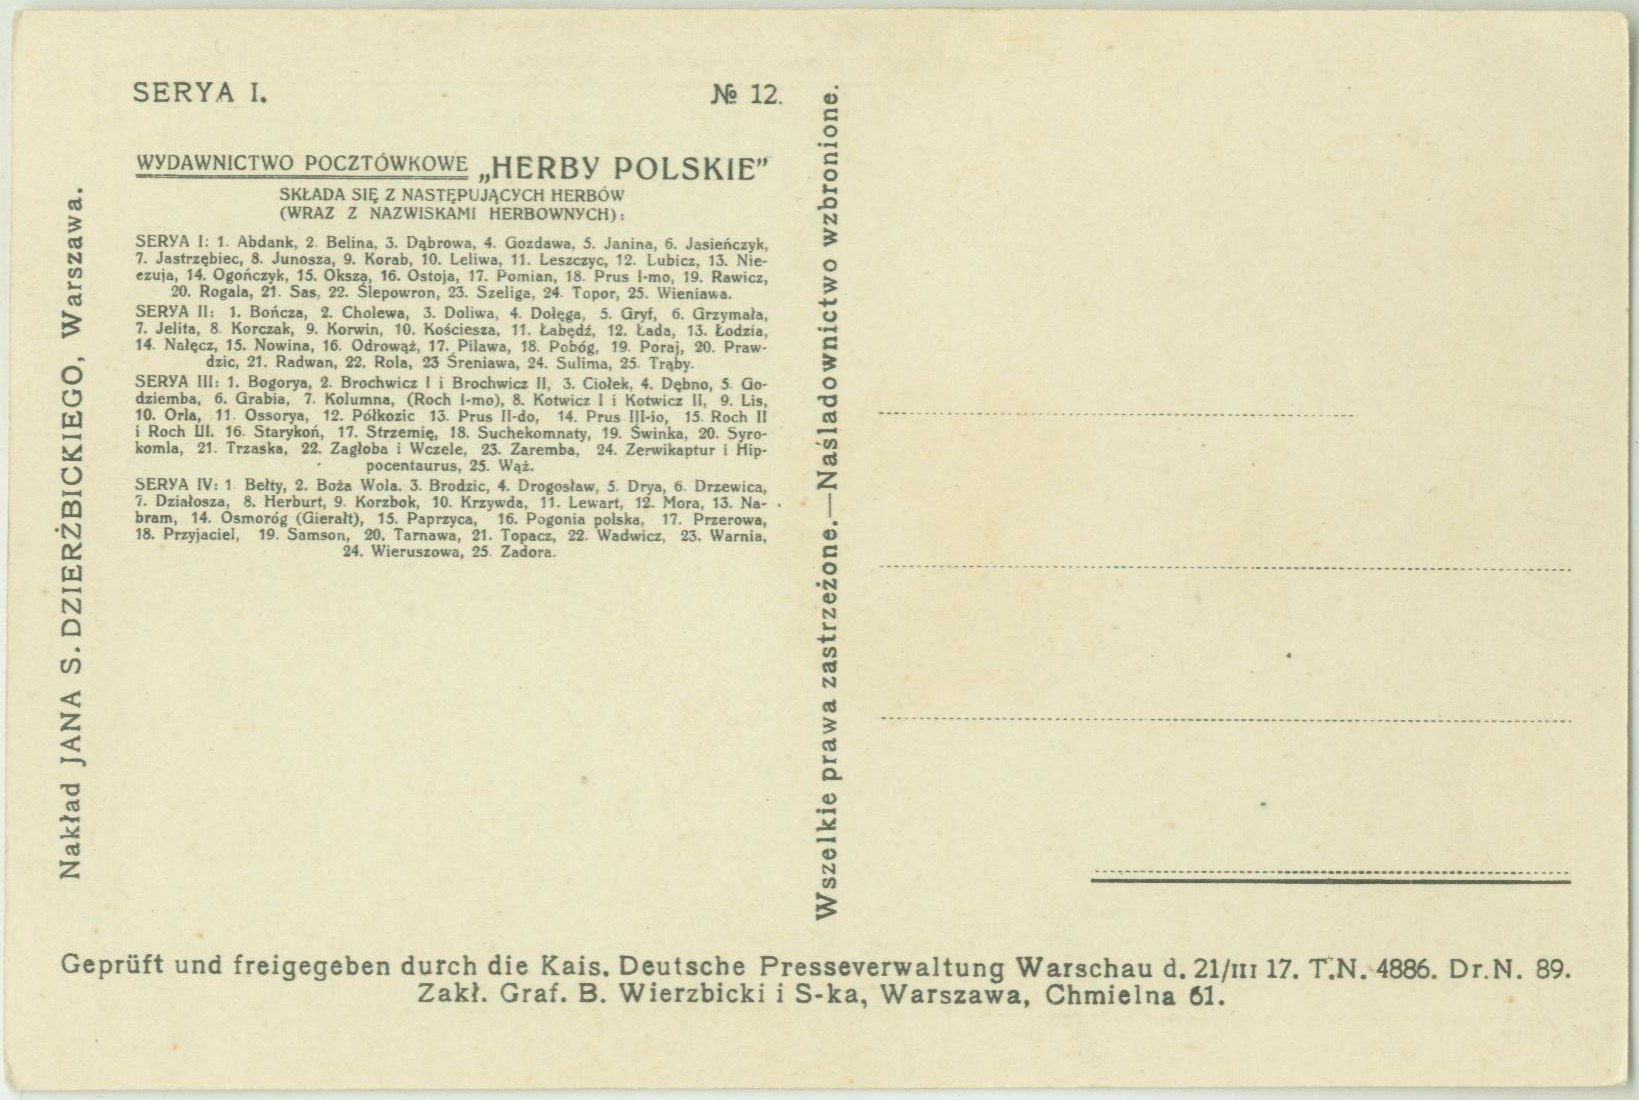 SERYA I.
№ 12.
WYDAWNICTWO POCZTÓWKOWE „HERBY POLSKIE”
SKŁADA SIĘ Z NASTĘPUJĄCYCH HERBÓW
(WRAZ Z NAZWISKAMI HERBOWNYCH):
SERYA I: 1. Abdank, 2. Belina, 3. Dąbrowa, 4. Gozdawa, 5. Janina, 6. Jasieńczyk,
7. Jastrzębiec, 8. Junosza, 9. Korab, 10. Leliwa, 11. Leszczyc, 12. Lubicz, 13. Nie-
czuja, 14. Ogończyk, 15. Oksza, 16. Ostoja, 17. Pomian, 18. Prus I-mo, 19. Rawicz,
20. Rogala, 21. Sas, 22. Ślepowron, 23. Szeliga, 24. Topor, 25. Wieniawa.
SERYA II: 1. Bończa, 2. Cholewa, 3. Doliwa, 4. Dołęga, 5. Gryf, 6. Grzymała,
7. Jelita, 8. Korczak, 9. Korwin, 10. Kościesza, 11. Łabędź, 12. Łada, 13. Łodzia,
14. Nałęcz, 15. Nowina, 16. Odrowąż, 17. Pilawa, 18. Pobóg, 19. Poraj, 20. Praw-
dzic, 21. Radwan, 22. Rola, 23 Śreniawa, 24. Sulima, 25. Trąby.
SERYA III: 1. Bogorya, 2. Brochwicz I i Brochwicz II, 3. Ciołek, 4. Dębno, 5. Go-
dziemba, 6. Grabia, 7. Kolumna, (Roch I-mo), 8. Kotwicz I i Kotwicz II, 9. Lis,
10. Orla, 11. Ossorya, 12. Półkozic 13. Prus II-do, 14. Prus III-io, 15. Roch II
i Roch III. 16. Starykoń, 17. Strzemię, 18. Suchekomnaty, 19. Świnka, 20. Syro-
komla, 21. Trzaska, 22. Zagłoba i Wczele, 23. Zaremba, 24. Zerwikaptur i Hip-
pocentaurus, 25. Wąż.
SERYA IV: 1 Bełty, 2. Boża Wola. 3. Brodzic, 4. Drogosław, 5. Drya, 6. Drzewica,
7. Działosza, 8. Herburt, 9. Korzbok, 10. Krzywda, 11. Lewart, 12. Mora, 13. Na-
bram, 14. Osmoróg (Gierałt), 15. Paprzyca, 16. Pogonia polska, 17. Przerowa,
18. Przyjaciel, 19. Samson, 20. Tarnawa, 21. Topacz, 22. Wadwicz, 23. Warnia,
24. Wieruszowa, 25. Zadora.
Nakład JANA S. DZIERŻBICKIEGO, Warszawa.
Wszelkie prawa zastrzeżone.—Naśladownictwo wzbronione.
Geprüft und freigegeben durch die Kais. Deutsche Presseverwaltung Warschau d. 21/III 17. T.N. 4886. Dr.N. 89.
Zakł. Graf. B. Wierzbicki i S-ka, Warszawa, Chmielna 61.